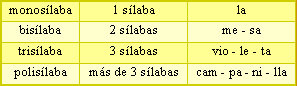 monosílaba 1 sílaba la
bisílaba 2 sílabas me - sa
trisílaba 3 sílabas vio - le - ta
polisílaba más de 3 sílabas cam - pa - ni - lla